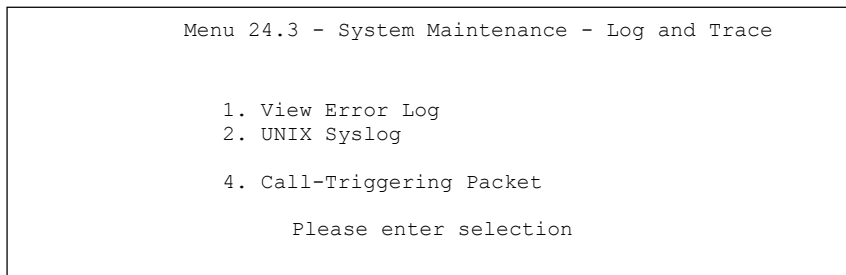 Menu 24.3 - System Maintenance - Log and Trace
1. View Error Log
2. UNIX Syslog
4. Call-Triggering Packet
Please enter selection